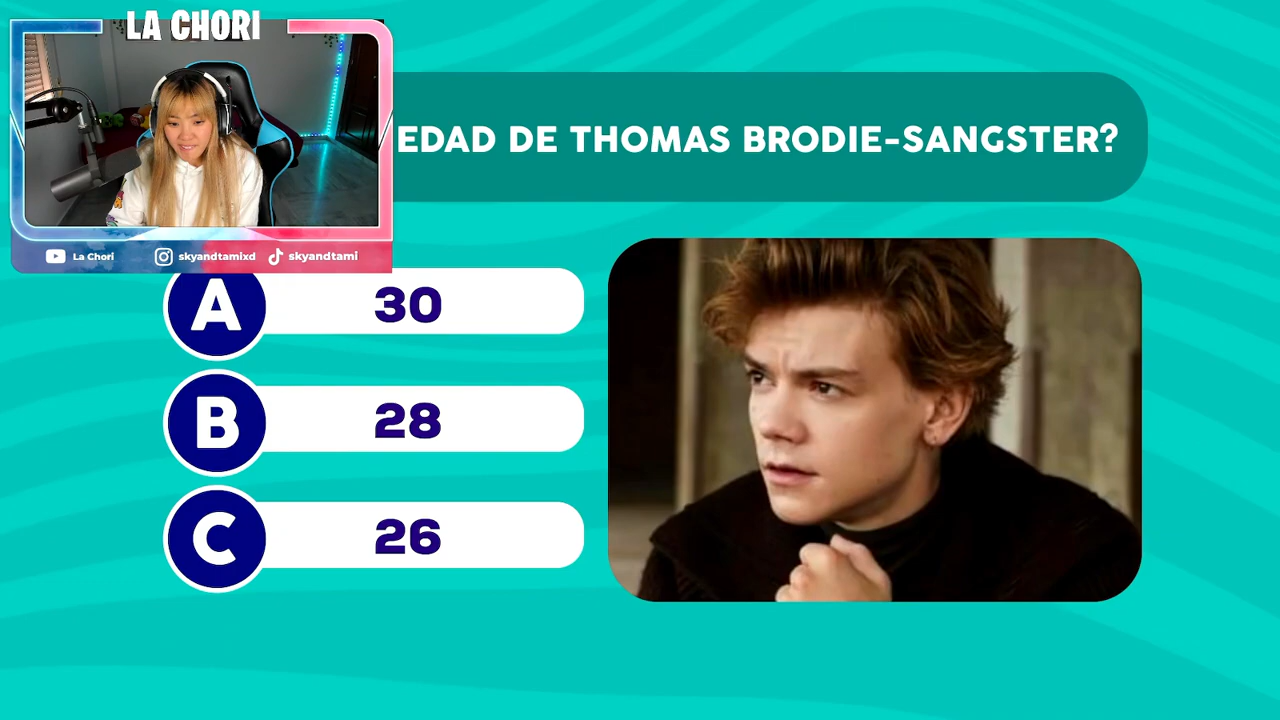 LA CHORI
EDAD DE THOMAS BRODIE-SANGSTER?
La Chori skyandtamixd skyandtami
A 30
B 28
C 26